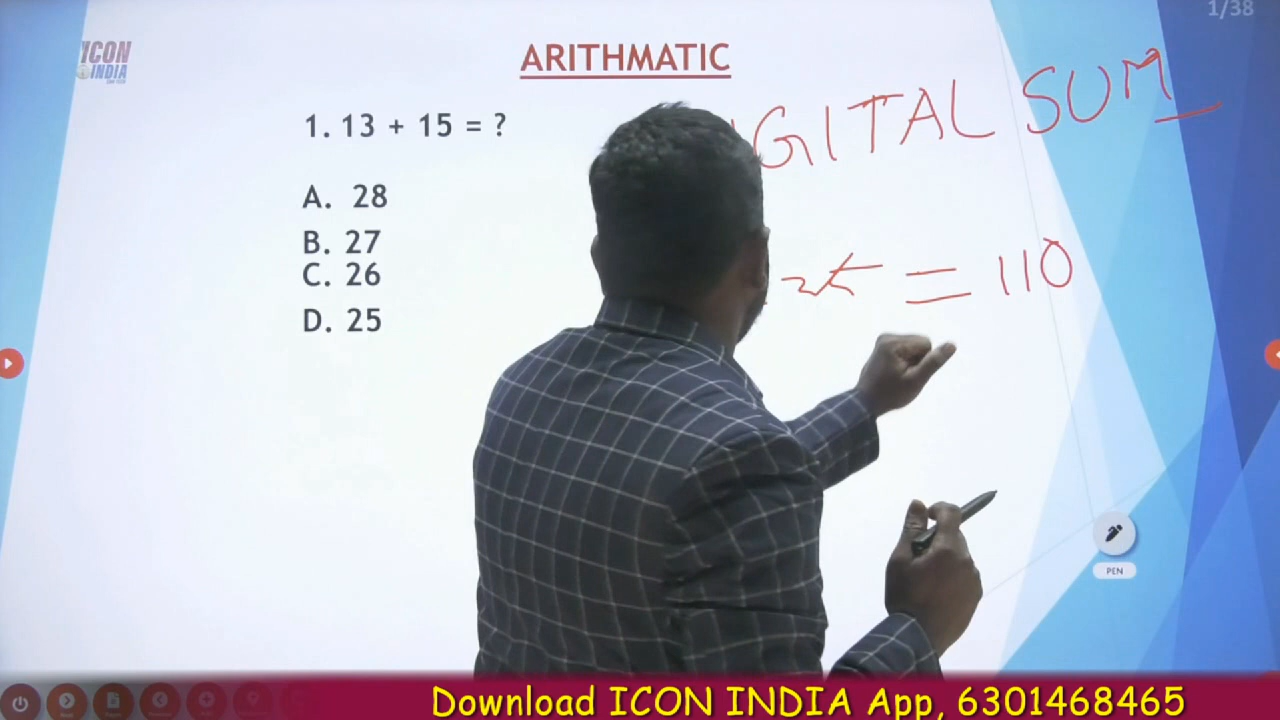 1/38
ICON
INDIA
ARITHMATIC
GITAL SUM
1. 13 + 15 = ?
A. 28
B. 27
C. 26
D. 25
= 110
PEN
Download ICON INDIA App, 6301468465